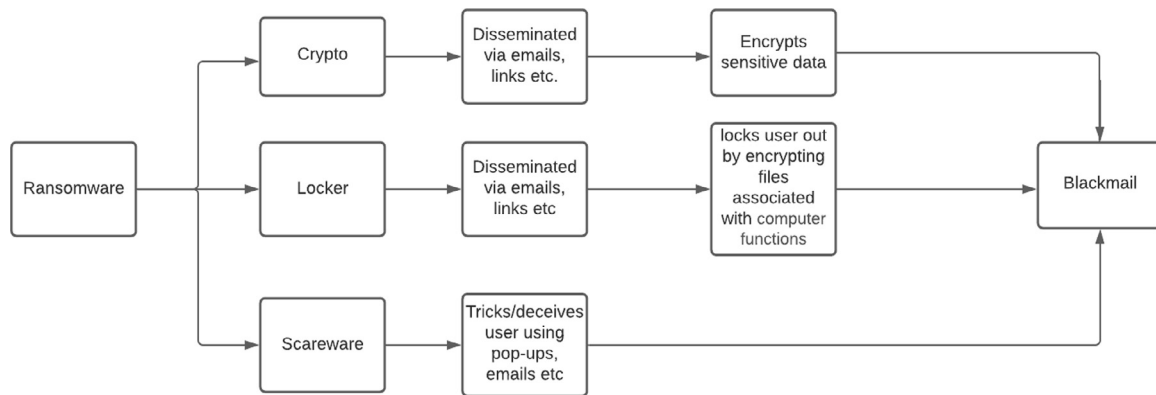 Ransomware
Crypto
Disseminated
via emails,
links etc.
Encrypts
sensitive data
Locker
Disseminated
via emails,
links etc
locks user out
by encrypting
files
associated
with computer
functions
Blackmail
Scareware
Tricks/deceives
user using
pop-ups,
emails etc